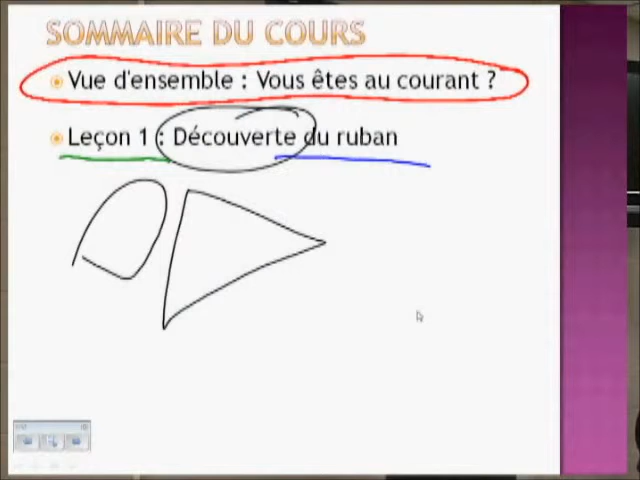 SOMMAIRE DU COURS
Vue d'ensemble : Vous êtes au courant ?
Leçon 1 : Découverte du ruban